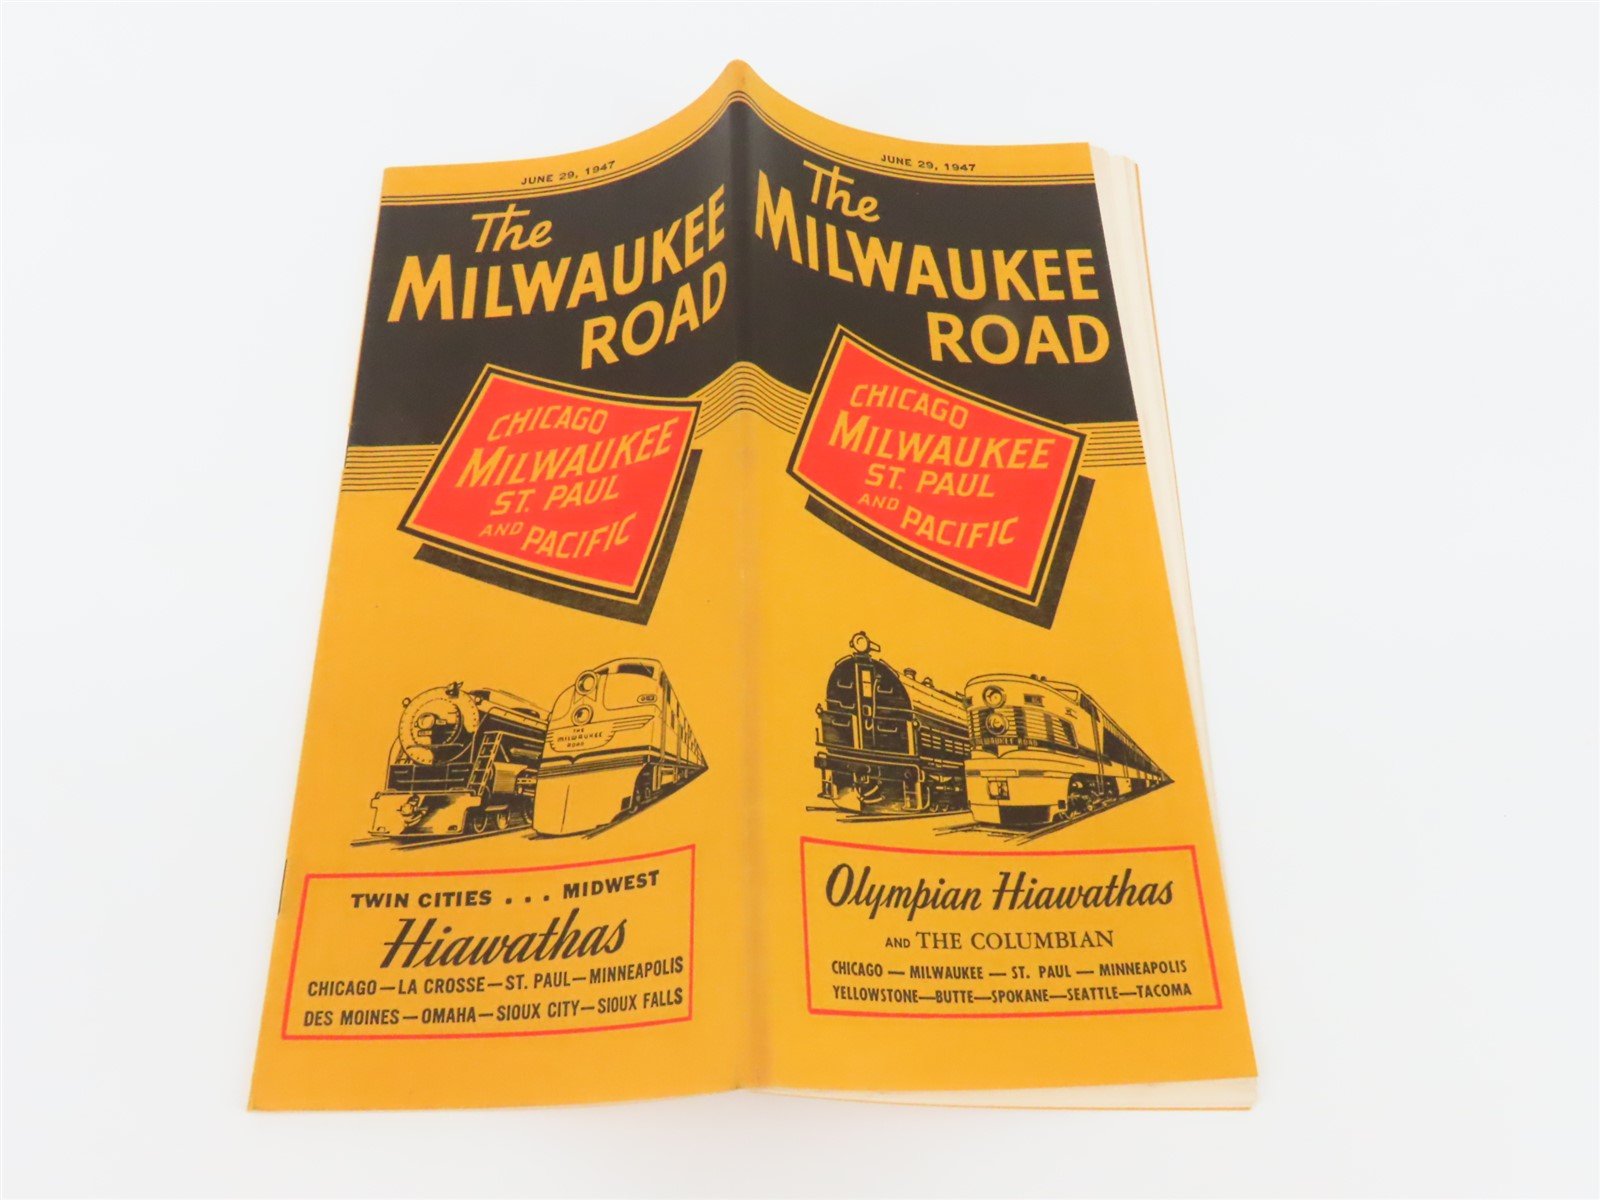 JUNE 29, 1947
The
MILWAUKEE
ROAD
CHICAGO
MILWAUKEE
ST. PAUL
AND PACIFIC
THE
MILWAUKEE
ROAD
TWIN CITIES . . . MIDWEST
Hiawathas
CHICAGO—LA CROSSE—ST. PAUL—MINNEAPOLIS
DES MOINES—OMAHA—SIOUX CITY—SIOUX FALLS
JUNE 29, 1947
The
MILWAUKEE
ROAD
CHICAGO
MILWAUKEE
ST. PAUL
AND PACIFIC
MILWAUKEE ROAD
Olympian Hiawathas
AND THE COLUMBIAN
CHICAGO — MILWAUKEE — ST. PAUL — MINNEAPOLIS
YELLOWSTONE—BUTTE—SPOKANE—SEATTLE—TACOMA